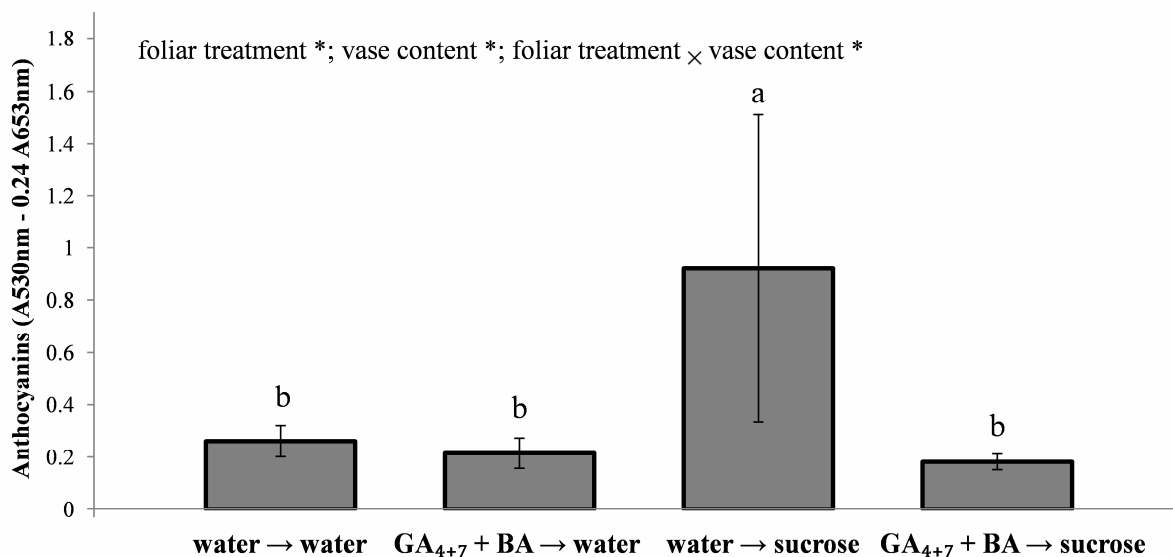 foliar treatment *; vase content *; foliar treatment × vase content *
Anthocyanins (A530nm - 0.24 A653nm)
1.8
1.6
1.4
1.2
1
0.8
0.6
0.4
0.2
0
b
b
a
b
water → water
GA₄₊₇ + BA → water
water → sucrose
GA₄₊₇ + BA → sucrose